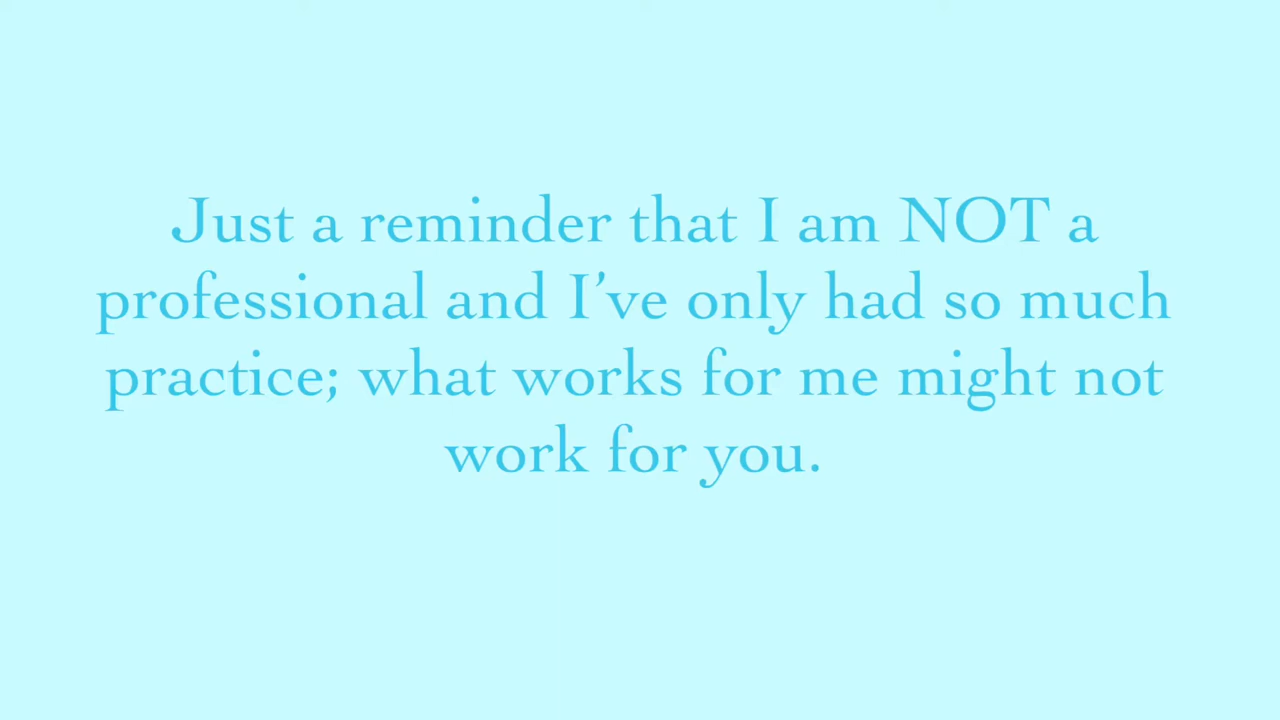 Just a reminder that I am NOT a
professional and I’ve only had so much
practice; what works for me might not
work for you.